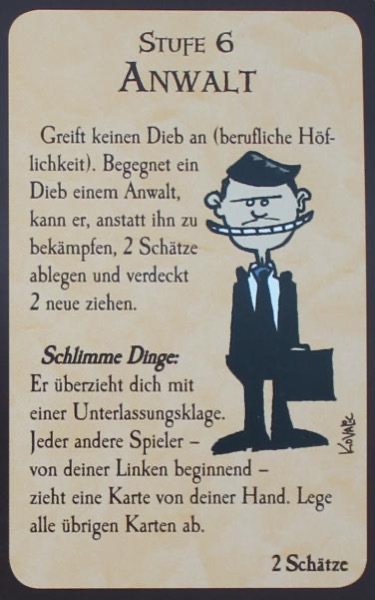 Stufe 6
Anwalt
Greift keinen Dieb an (berufliche Höf-
lichkeit). Begegnet ein
Dieb einem Anwalt,
kann er, anstatt ihn zu
bekämpfen, 2 Schätze
ablegen und verdeckt
2 neue ziehen.
Schlimme Dinge:
Er überzieht dich mit
einer Unterlassungsklage.
Jeder andere Spieler –
von deiner Linken beginnend –
zieht eine Karte von deiner Hand. Lege
alle übrigen Karten ab.
Kovalic
2 Schätze